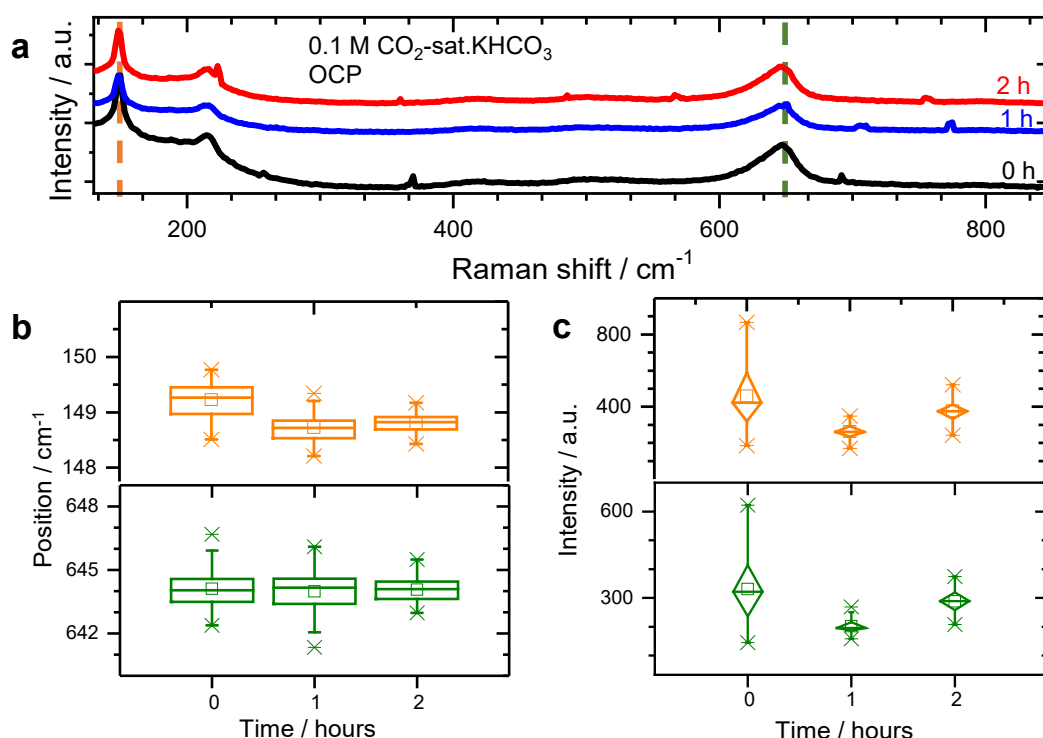 a
0.1 M CO₂-sat.KHCO₃
OCP
Intensity / a.u.
2 h
1 h
0 h
200 400 600 800
Raman shift / cm⁻¹
b
Position / cm⁻¹
150
149
148
648
645
642
0 1 2
Time / hours
c
Intensity / a.u.
800
400
600
300
0 1 2
Time / hours